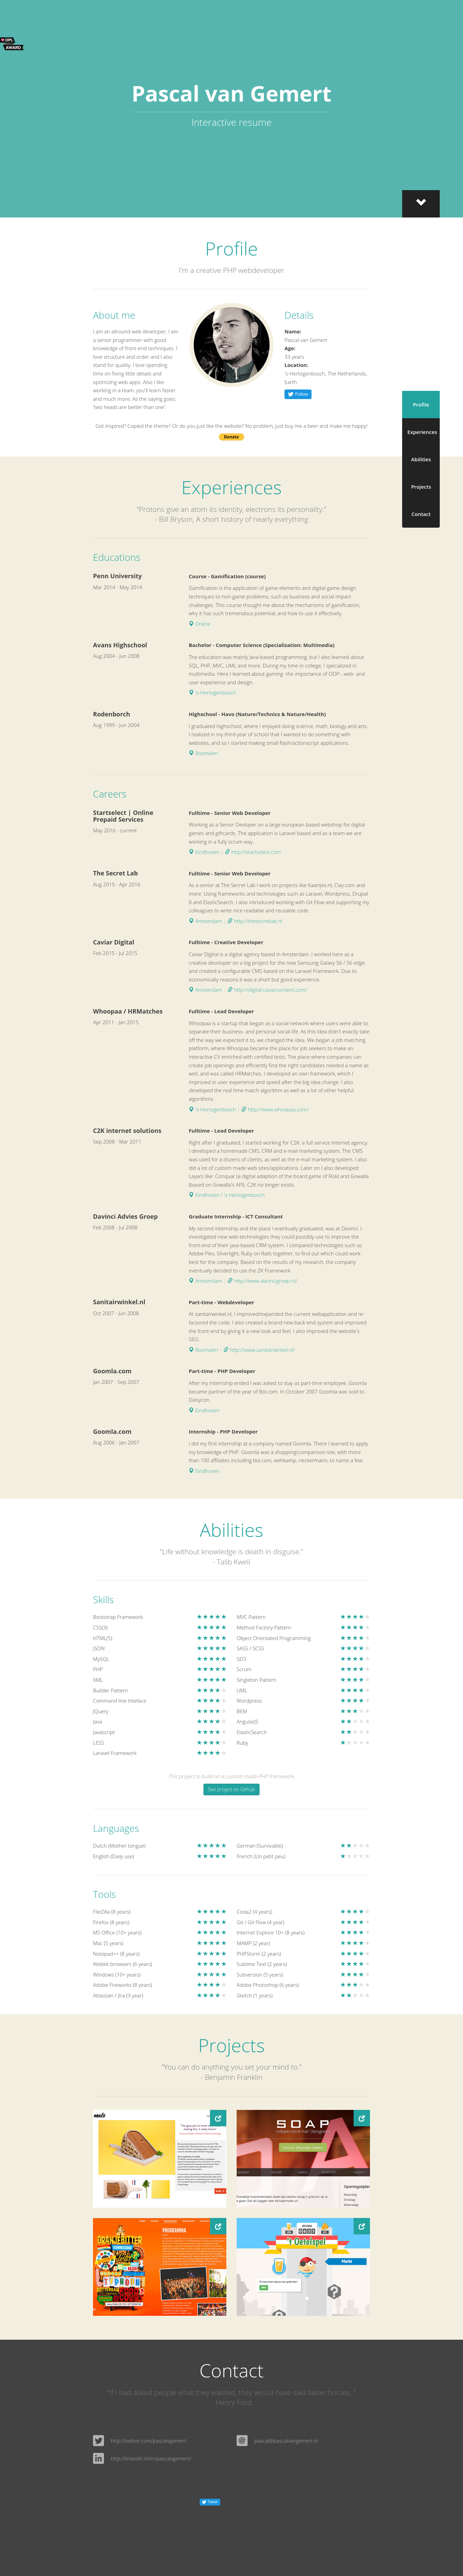 OPL
AWARD
Pascal van Gemert
Interactive resume
Profile
I'm a creative PHP webdeveloper
About me
I am an allround web developer. I am
a senior programmer with good
knowledge of front-end techniques. I
love structure and order and I also
stand for quality. I love spending
time on fixing little details and
optimizing web apps. Also I like
working in a team, you'll learn faster
and much more. As the saying goes:
'two heads are better than one'.
Details
Name:
Pascal van Gemert
Age:
33 years
Location:
's-Hertogenbosch, The Netherlands,
Earth
Follow
Got inspired? Copied the theme? Or do you just like the website? No problem, just buy me a beer and make me happy!
Donate
Profile
Experiences
Abilities
Projects
Contact
Experiences
"Protons give an atom its identity, electrons its personality."
- Bill Bryson, A short history of nearly everything
Educations
Penn University
Mar 2014 - May 2014
Course - Gamification (course)
Gamification is the application of game elements and digital game design
techniques to non-game problems, such as business and social impact
challenges. This course thought me about the mechanisms of gamification,
why it has such tremendous potential, and how to use it effectively.
Online
Avans Highschool
Aug 2004 - Jun 2008
Bachelor - Computer Science (Specialization: Multimedia)
The education was mainly Java-based programming, but I also learned about
SQL, PHP, MVC, UML and more. During my time in college, I specialized in
multimedia. Here I learned about gaming -the importance of OOP-, web- and
user experience and design.
's-Hertogenbosch
Rodenborch
Aug 1999 - Jun 2004
Highschool - Havo (Nature/Technics & Nature/Health)
I graduated highschool, where I enjoyed doing science, math, biology and arts.
I realized in my third year of school that I wanted to do something with
websites, and so I started making small flash/actionscript applications.
Rosmalen
Careers
Startselect | Online
Prepaid Services
May 2016 - current
Fulltime - Senior Web Developer
Working as a Senior Developer on a large european based webshop for digital
games and giftcards. The application is Laravel based and as a team we are
working in a fully scrum way.
Eindhoven | http://startselect.com
The Secret Lab
Aug 2015 - Apr 2016
Fulltime - Senior Web Developer
As a senior at The Secret Lab I work on projects like Kaartjes.nl, Clay.com and
more. Using frameworks and technologies such as Laravel, Wordpress, Drupal
8 and ElasticSearch. I also introduced working with Git Flow and supporting my
colleagues to write nice readable and reusable code.
Amsterdam | http://thesecretlab.nl
Caviar Digital
Feb 2015 - Jul 2015
Fulltime - Creative Developer
Caviar Digital is a digital agency based in Amsterdam. I worked here as a
creative developer on a big project for the new Samsung Galaxy S6 / S6 edge
and created a configurable CMS based on the Laravel Framework. Due to
economically reasons it was a short but good experience.
Amsterdam | http://digital.caviarcontent.com/
Whoopaa / HRMatches
Apr 2011 - Jan 2015
Fulltime - Lead Developer
Whoopaa is a startup that began as a social network where users were able to
separate their business- and personal social life. As this idea didn't exactly take
off the way we expected it to, we changed the idea. We began a job matching
platform, where Whoopaa became the place for job seekers to make an
interactive CV enriched with certified tests. The place where companies can
create job openings and efficiently find the right candidates needed a name as
well, and was called HRMatches. I developed an own framework, which I
improved in user experience and speed after the big idea change. I also
developed the real time match algorithm as well as a lot of other helpful
algorithms.
's-Hertogenbosch | http://www.whoopaa.com/
C2K internet solutions
Sep 2008 - Mar 2011
Fulltime - Lead Developer
Right after I graduated, I started working for C2K, a full service internet agency.
I developed a homemade CMS, CRM and e-mail marketing system. The CMS
was used for a dozens of clients, as well as the e-mail marketing system. I also
did a lot of custom made web sites/applications. Later on I also developed
Layars like: Conquar (a digital adaption of the board game of Risk) and Gowalla
(based on Gowalla's API). C2K no longer exists.
Eindhoven / 's-Hertogenbosch
Davinci Advies Groep
Feb 2008 - Jul 2008
Graduate Internship - ICT Consultant
My second internship and the place I eventually graduated, was at Davinci. I
investigated new web technologies they could possibly use to improve the
front-end of their Java-based CRM system. I compared technologies such as
Adobe Flex, Silverlight, Ruby on Rails together, to find out which could work
best for the company. Based on the results of my research, the company
eventually decided to use the ZK Framework.
Amsterdam | http://www.davincigroep.nl/
Sanitairwinkel.nl
Oct 2007 - Jun 2008
Part-time - Webdeveloper
At sanitairwinkel.nl, I improved/expanded the current webapplication and re-
factored the code. I also created a brand new back-end system and improved
the front-end by giving it a new look and feel. I also improved the website's
SEO.
Rosmalen | http://www.sanitairwinkel.nl/
Goomla.com
Jan 2007 - Sep 2007
Part-time - PHP Developer
After my internship ended I was asked to stay as part-time employee. Goomla
became partner of the year of Bol.com. In October 2007 Goomla was sold to
Daisycon.
Eindhoven
Goomla.com
Aug 2006 - Jan 2007
Internship - PHP Developer
I did my first internship at a company named Goomla. There I learned to apply
my knowledge of PHP. Goomla was a shopping/comparison-site, with more
than 100 affiliates including bol.com, wehkamp, neckermann, to name a few.
Eindhoven
Abilities
"Life without knowledge is death in disguise."
- Talib Kweli
Skills
Bootstrap Framework
CSS(3)
HTML(5)
JSON
MySQL
PHP
XML
Builder Pattern
Command line Inteface
JQuery
Java
Javascript
LESS
Laravel Framework
MVC Pattern
Method Factory Pattern
Object Orientated Programming
SASS / SCSS
SEO
Scrum
Singleton Pattern
UML
Wordpress
BEM
AngularJS
ElasticSearch
Ruby
This project is build on a custom made PHP framework
See project on Github
Languages
Dutch (Mother tongue)
English (Daily use)
German (Survivable)
French (Un petit peu)
Tools
FileZilla (8 years)
Firefox (8 years)
MS Office (10+ years)
Mac (5 years)
Notepad++ (8 years)
Webkit browsers (6 years)
Windows (10+ years)
Adobe Fireworks (8 years)
Atlassian / Jira (3 year)
Coda2 (4 years)
Git / Git Flow (4 year)
Internet Explore 10+ (8 years)
MAMP (2 year)
PHPStorm (2 years)
Sublime Text (2 years)
Subversion (5 years)
Adobe Photoshop (6 years)
Sketch (1 years)
Projects
"You can do anything you set your mind to."
- Benjamin Franklin
SOAP
Independent Hair Designers
Openingstijden
PROGRAMMA
ORANJEBITTER
't Oereïspel
Markt
Contact
"If I had asked people what they wanted, they would have said faster horses."
- Henry Ford
http://twitter.com/pascalvgemert
pascal@pascalvangemert.nl
http://linkedin.nl/in/pascalvgemert/
Tweet